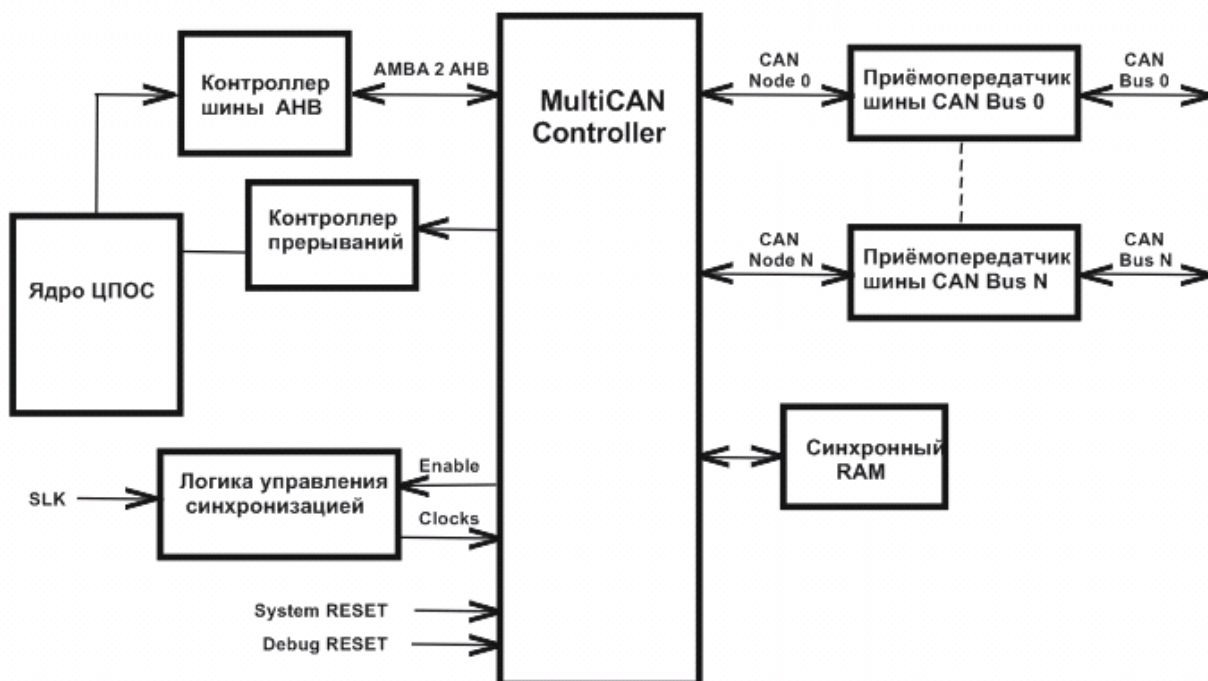 Контроллер
шины АНВ
AMBA 2 AHB
MultiCAN
Controller
CAN
Node 0
Приёмопередатчик
шины CAN Bus 0
CAN
Bus 0
Контроллер
прерываний
Ядро ЦПОС
CAN
Node N
Приёмопередатчик
шины CAN Bus N
CAN
Bus N
Синхронный
RAM
SLK
Логика управления
синхронизацией
Enable
Clocks
System RESET
Debug RESET